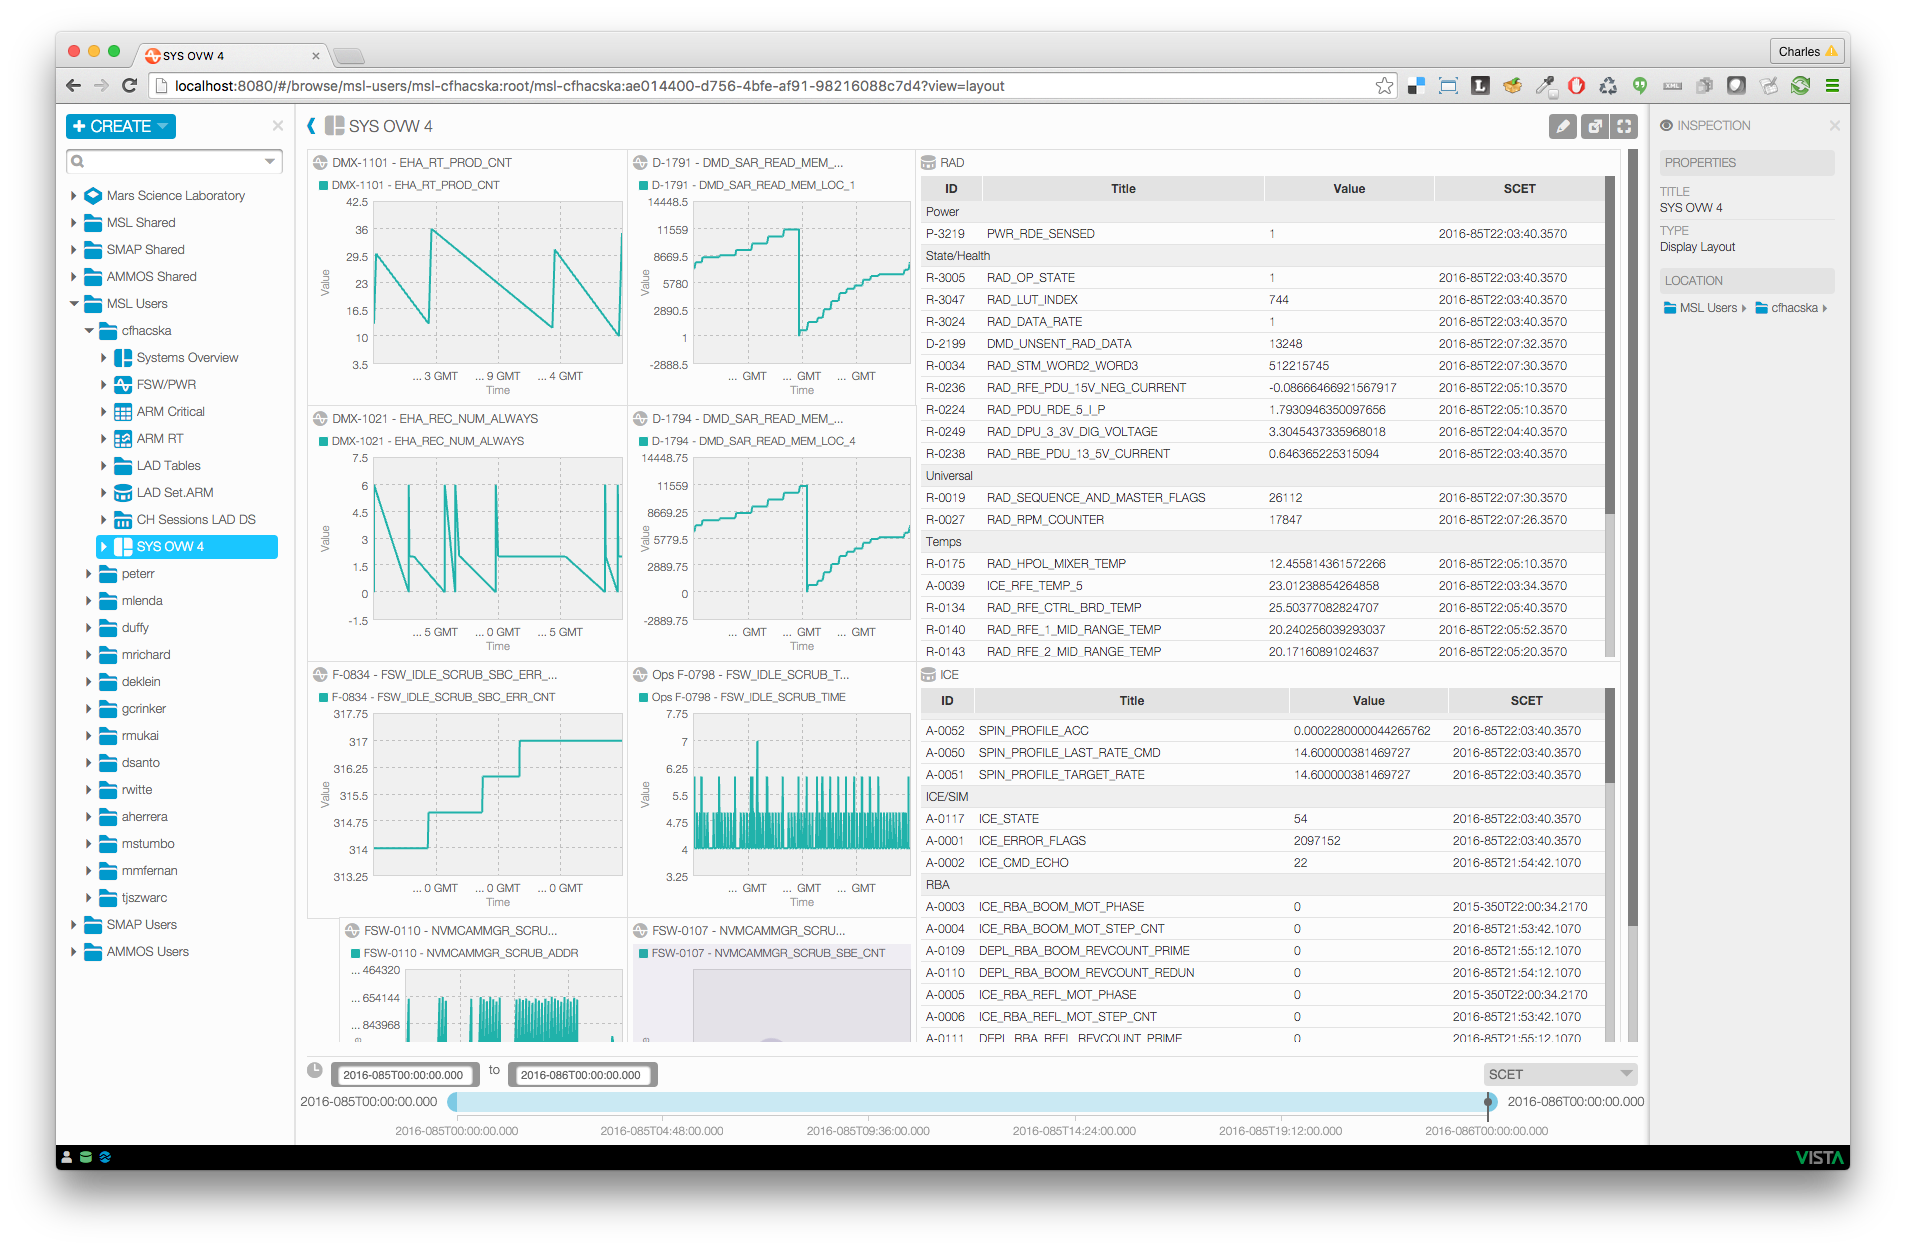 SYS OVW 4
Charles
localhost:8080/#/browse/msl-users/msl-cfhacska:root/msl-cfhacska:ae014400-d756-4bfe-af91-98216088c7d4?view=layout
+ CREATE
Mars Science Laboratory
MSL Shared
SMAP Shared
AMMOS Shared
MSL Users
cfhacska
Systems Overview
FSW/PWR
ARM Critical
ARM RT
LAD Tables
LAD Set.ARM
CH Sessions LAD DS
SYS OVW 4
peterr
mlenda
duffy
mrichard
deklein
gcrinker
rmukai
dsanto
rwitte
aherrera
mstumbo
mmfernan
tjszwarc
SMAP Users
AMMOS Users
SYS OVW 4
DMX-1101 - EHA_RT_PROD_CNT
DMX-1101 - EHA_RT_PROD_CNT
42.5
36
29.5
23
16.5
10
3.5
Value
... 3 GMT ... 9 GMT ... 4 GMT
Time
D-1791 - DMD_SAR_READ_MEM_...
D-1791 - DMD_SAR_READ_MEM_LOC_1
14448.5
11559
8669.5
5780
2890.5
1
-2888.5
Value
... GMT ... GMT ... GMT
Time
DMX-1021 - EHA_REC_NUM_ALWAYS
DMX-1021 - EHA_REC_NUM_ALWAYS
7.5
6
4.5
3
1.5
0
-1.5
Value
... 5 GMT ... 0 GMT ... 5 GMT
Time
D-1794 - DMD_SAR_READ_MEM_...
D-1794 - DMD_SAR_READ_MEM_LOC_4
14448.75
11559
8669.25
5779.5
2889.75
0
-2889.75
Value
... GMT ... GMT ... GMT
Time
F-0834 - FSW_IDLE_SCRUB_SBC_ERR_...
F-0834 - FSW_IDLE_SCRUB_SBC_ERR_CNT
317.75
317
316.25
315.5
314.75
314
313.25
Value
... 0 GMT ... 0 GMT ... 0 GMT
Time
Ops F-0798 - FSW_IDLE_SCRUB_T...
Ops F-0798 - FSW_IDLE_SCRUB_TIME
7.75
7
6.25
5.5
4.75
4
3.25
Value
... GMT ... GMT ... GMT
Time
FSW-0110 - NVMCAMMGR_SCRU...
FSW-0110 - NVMCAMMGR_SCRUB_ADDR
... 464320
... 654144
... 843968
FSW-0107 - NVMCAMMGR_SCRU...
FSW-0107 - NVMCAMMGR_SCRUB_SBE_CNT
RAD
ID Title Value SCET
Power
P-3219 PWR_RDE_SENSED 1 2016-85T22:03:40.3570
State/Health
R-3005 RAD_OP_STATE 1 2016-85T22:03:40.3570
R-3047 RAD_LUT_INDEX 744 2016-85T22:03:40.3570
R-3024 RAD_DATA_RATE 1 2016-85T22:03:40.3570
D-2199 DMD_UNSENT_RAD_DATA 13248 2016-85T22:07:32.3570
R-0034 RAD_STM_WORD2_WORD3 512215745 2016-85T22:03:40.3570
R-0236 RAD_RFE_PDU_15V_NEG_CURRENT -0.08666466921567917 2016-85T22:05:10.3570
R-0224 RAD_PDU_RDE_5_I_P 1.7930946350097656 2016-85T22:05:10.3570
R-0249 RAD_DPU_3_3V_DIG_VOLTAGE 3.3045437335968018 2016-85T22:04:40.3570
R-0238 RAD_RBE_PDU_13_5V_CURRENT 0.646365225315094 2016-85T22:03:40.3570
Universal
R-0019 RAD_SEQUENCE_AND_MASTER_FLAGS 26112 2016-85T22:07:30.3570
R-0027 RAD_RPM_COUNTER 17847 2016-85T22:07:26.3570
Temps
R-0175 RAD_HPOL_MIXER_TEMP 12.455814361572266 2016-85T22:05:10.3570
A-0039 ICE_RFE_TEMP_5 23.01238854264858 2016-85T22:03:34.3570
R-0134 RAD_RFE_CTRL_BRD_TEMP 25.50377082824707 2016-85T22:05:40.3570
R-0140 RAD_RFE_1_MID_RANGE_TEMP 20.240256039293037 2016-85T22:05:52.3570
R-0143 RAD_RFE_2_MID_RANGE_TEMP 20.17160891024637 2016-85T22:05:20.3570
ICE
ID Title Value SCET
A-0052 SPIN_PROFILE_ACC 0.0002280000044265762 2016-85T22:03:40.3570
A-0050 SPIN_PROFILE_LAST_RATE_CMD 14.600000381469727 2016-85T22:03:40.3570
A-0051 SPIN_PROFILE_TARGET_RATE 14.600000381469727 2016-85T22:03:40.3570
ICE/SIM
A-0117 ICE_STATE 54 2016-85T22:03:40.3570
A-0001 ICE_ERROR_FLAGS 2097152 2016-85T22:03:40.3570
A-0002 ICE_CMD_ECHO 22 2016-85T21:54:42.1070
RBA
A-0003 ICE_RBA_BOOM_MOT_PHASE 0 2015-350T22:00:34.2170
A-0004 ICE_RBA_BOOM_MOT_STEP_CNT 0 2016-85T21:53:42.1070
A-0109 DEPL_RBA_BOOM_REVCOUNT_PRIME 0 2016-85T21:55:12.1070
A-0110 DEPL_RBA_BOOM_REVCOUNT_REDUN 0 2016-85T21:54:12.1070
A-0005 ICE_RBA_REFL_MOT_PHASE 0 2015-350T22:00:34.2170
A-0006 ICE_RBA_REFL_MOT_STEP_CNT 0 2016-85T21:53:42.1070
A-0111 DEPL_RBA_REFL_REVCOUNT_PRIME 0 2016-85T21:55:12.1070
2016-085T00:00:00.000 to 2016-086T00:00:00.000
SCET
2016-085T00:00:00.000
2016-086T00:00:00.000
2016-085T00:00:00.000 2016-085T04:48:00.000 2016-085T09:36:00.000 2016-085T14:24:00.000 2016-085T19:12:00.000 2016-086T00:00:00.000
INSPECTION
PROPERTIES
TITLE
SYS OVW 4
TYPE
Display Layout
LOCATION
MSL Users cfhacska
VISTA